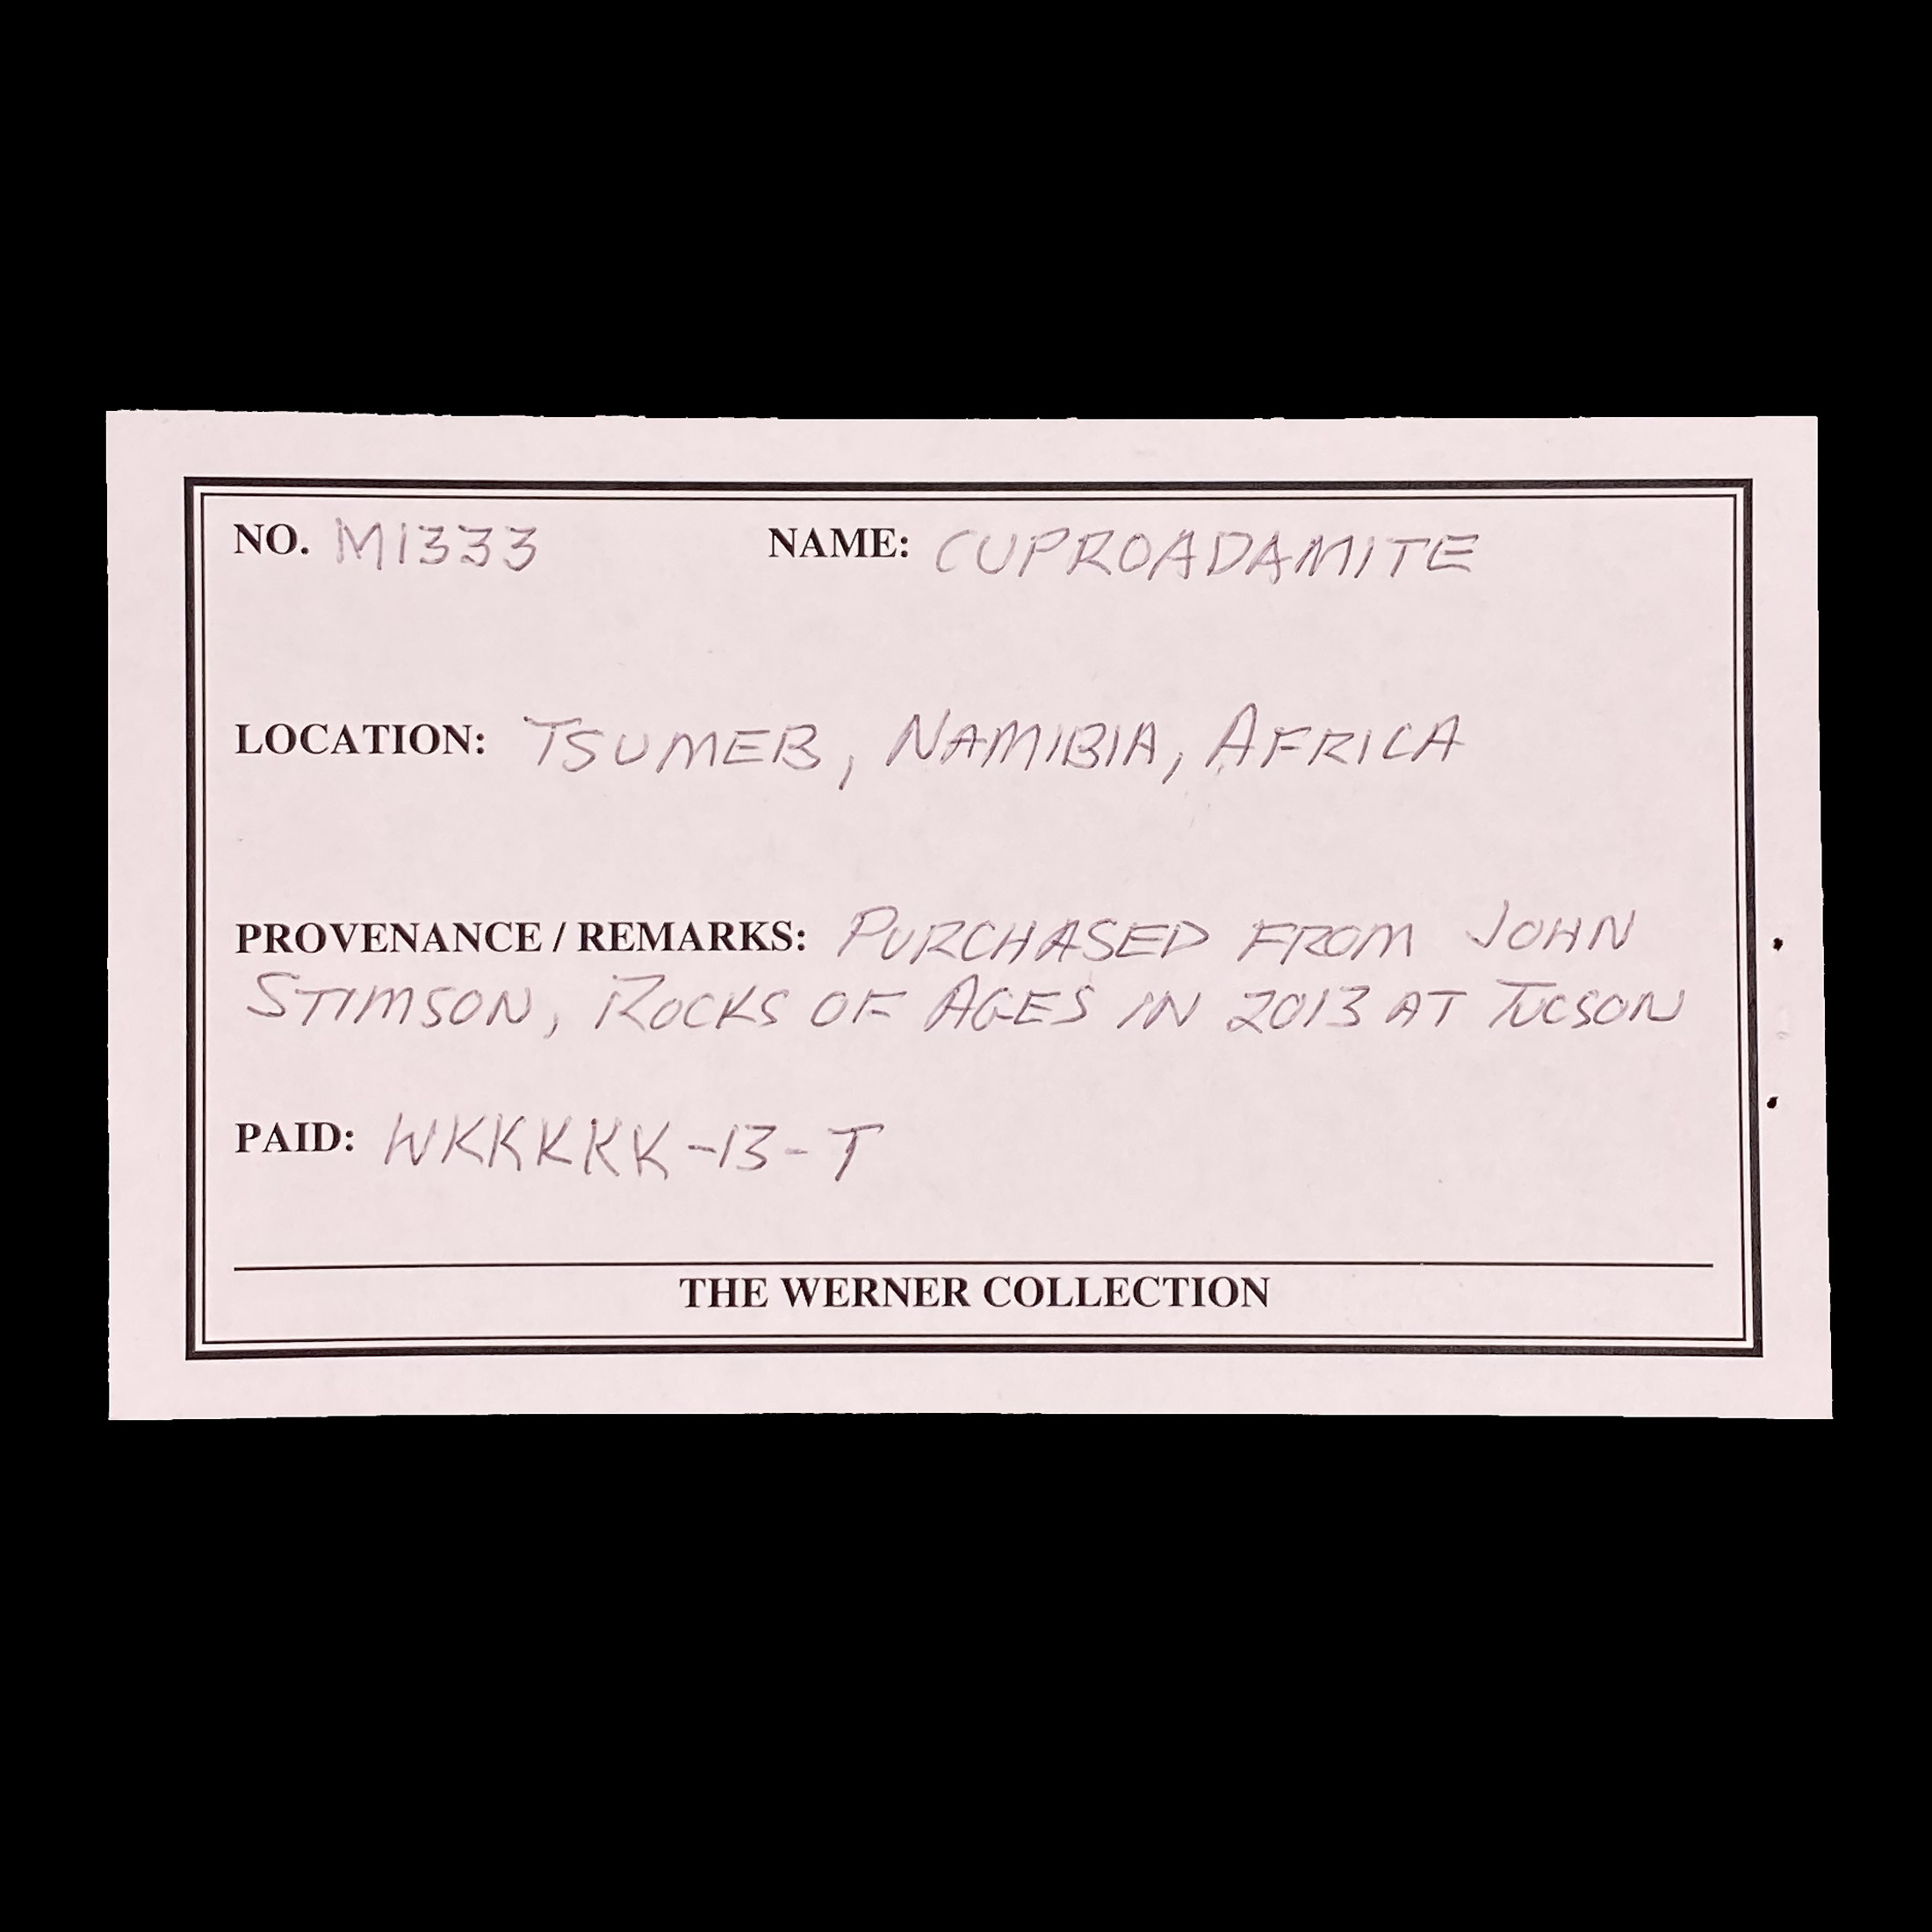 NO. M1333 NAME: CUPROADAMITE
LOCATION: TSUMEB, NAMIBIA, AFRICA
PROVENANCE / REMARKS: PURCHASED FROM JOHN
STIMSON, ROCKS OF AGES IN 2013 AT TUCSON
PAID: WKKKKK-13-T
THE WERNER COLLECTION